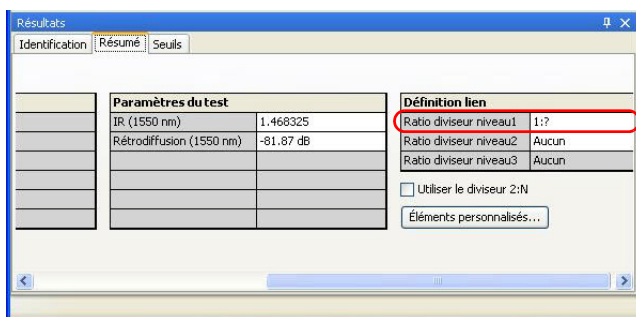 Résultats
Identification Résumé Seuils
Paramètres du test
IR (1550 nm) 1.468325
Rétrodiffusion (1550 nm) -81.87 dB
Définition lien
Ratio diviseur niveau1 1:?
Ratio diviseur niveau2 Aucun
Ratio diviseur niveau3 Aucun
Utiliser le diviseur 2:N
Éléments personnalisés...